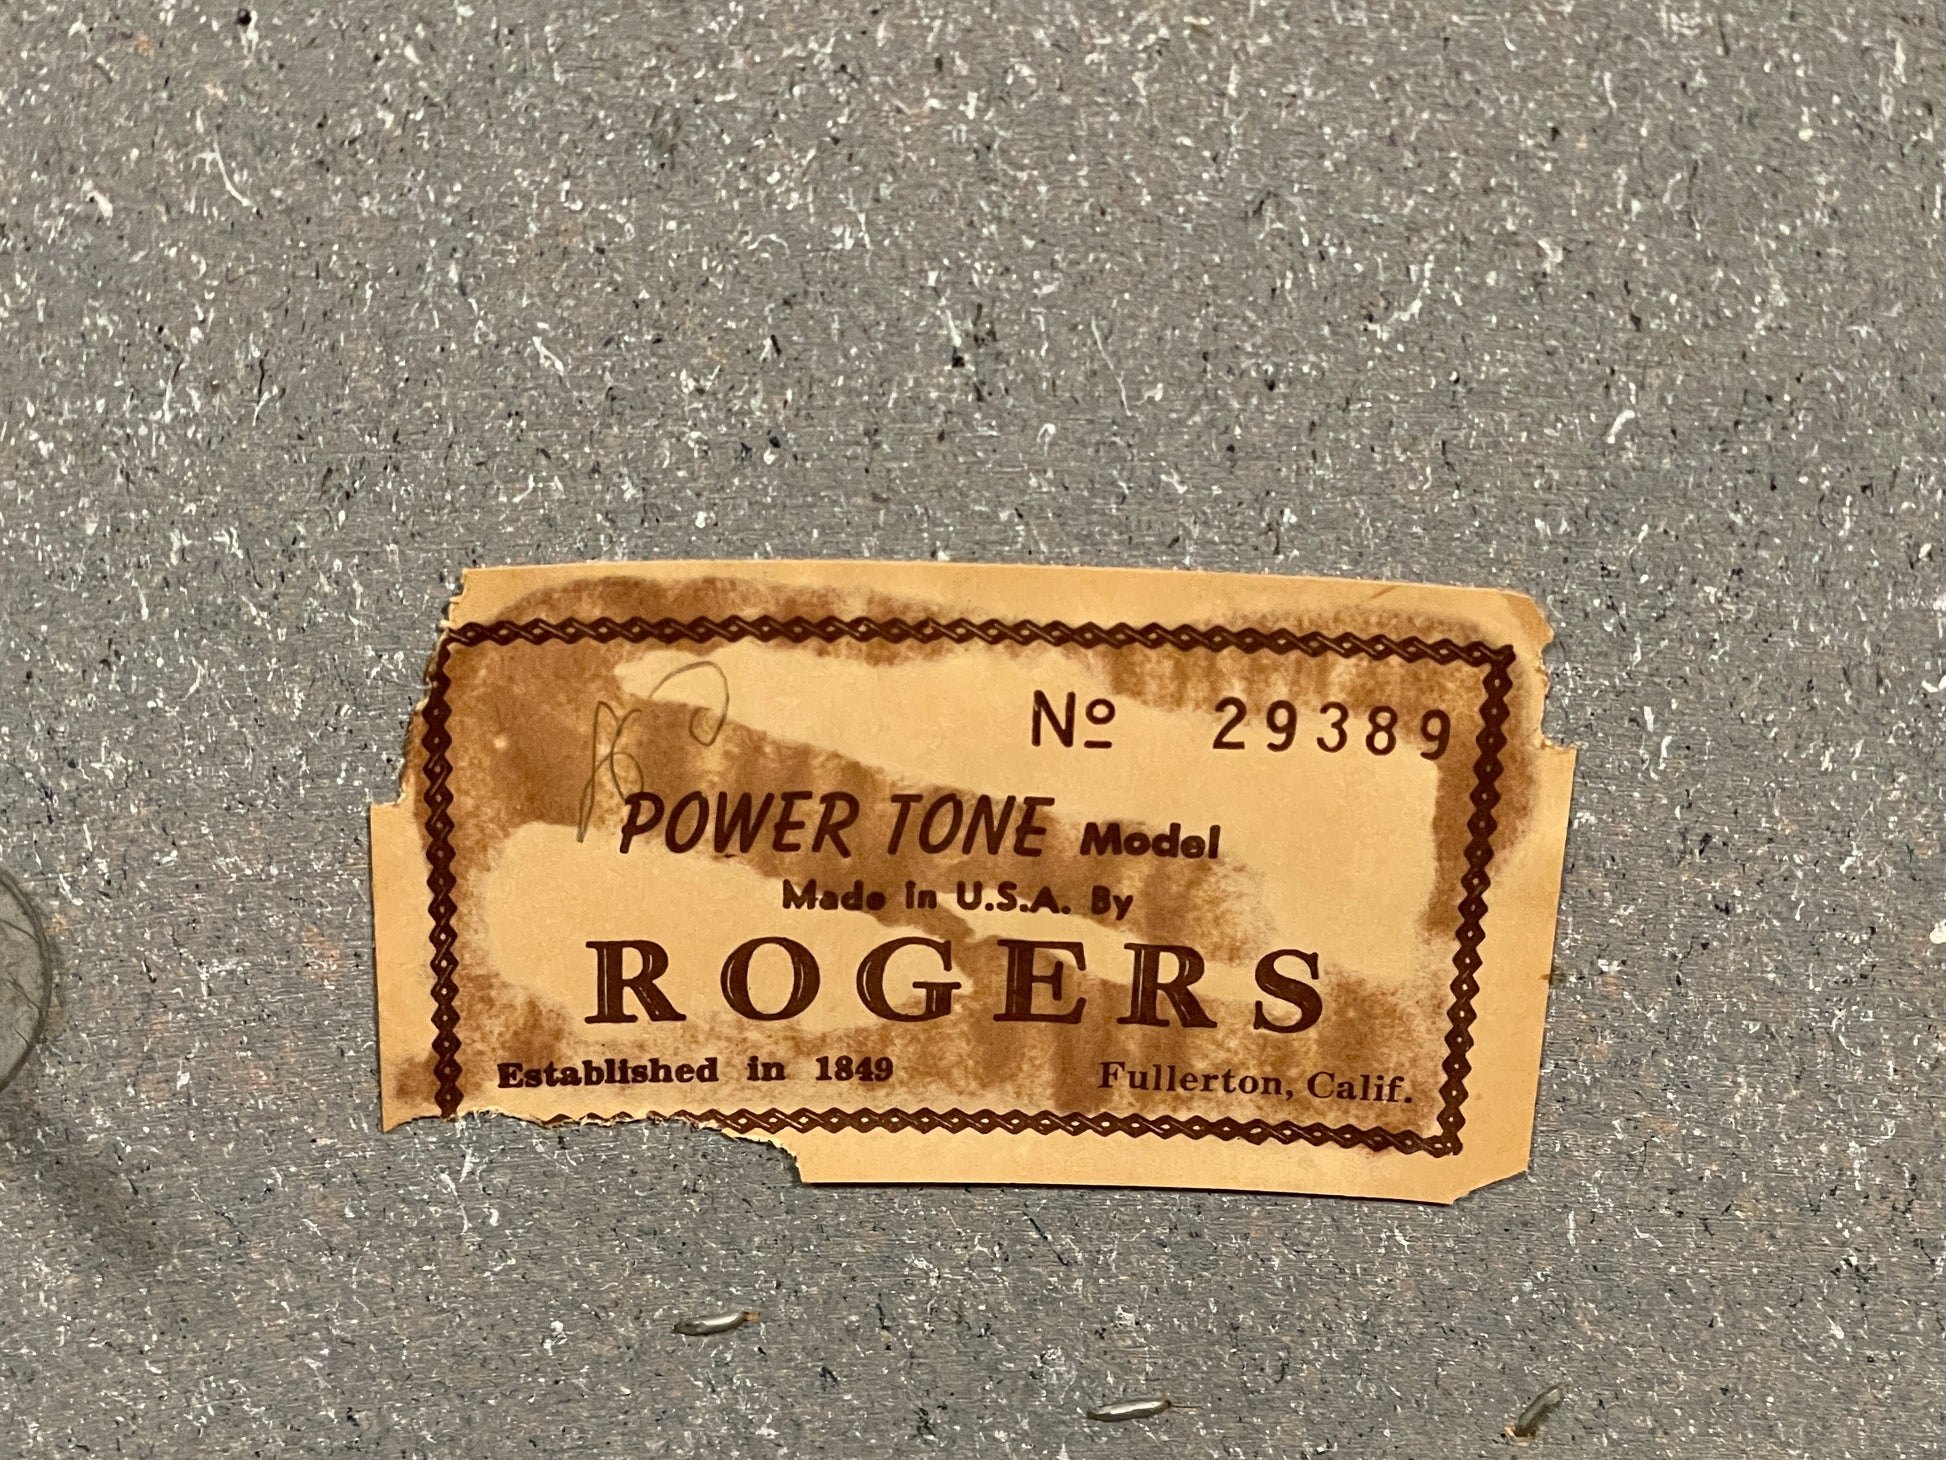 Nº 29389
POWER TONE Model
Made in U.S.A. By
ROGERS
Established in 1849 Fullerton, Calif.